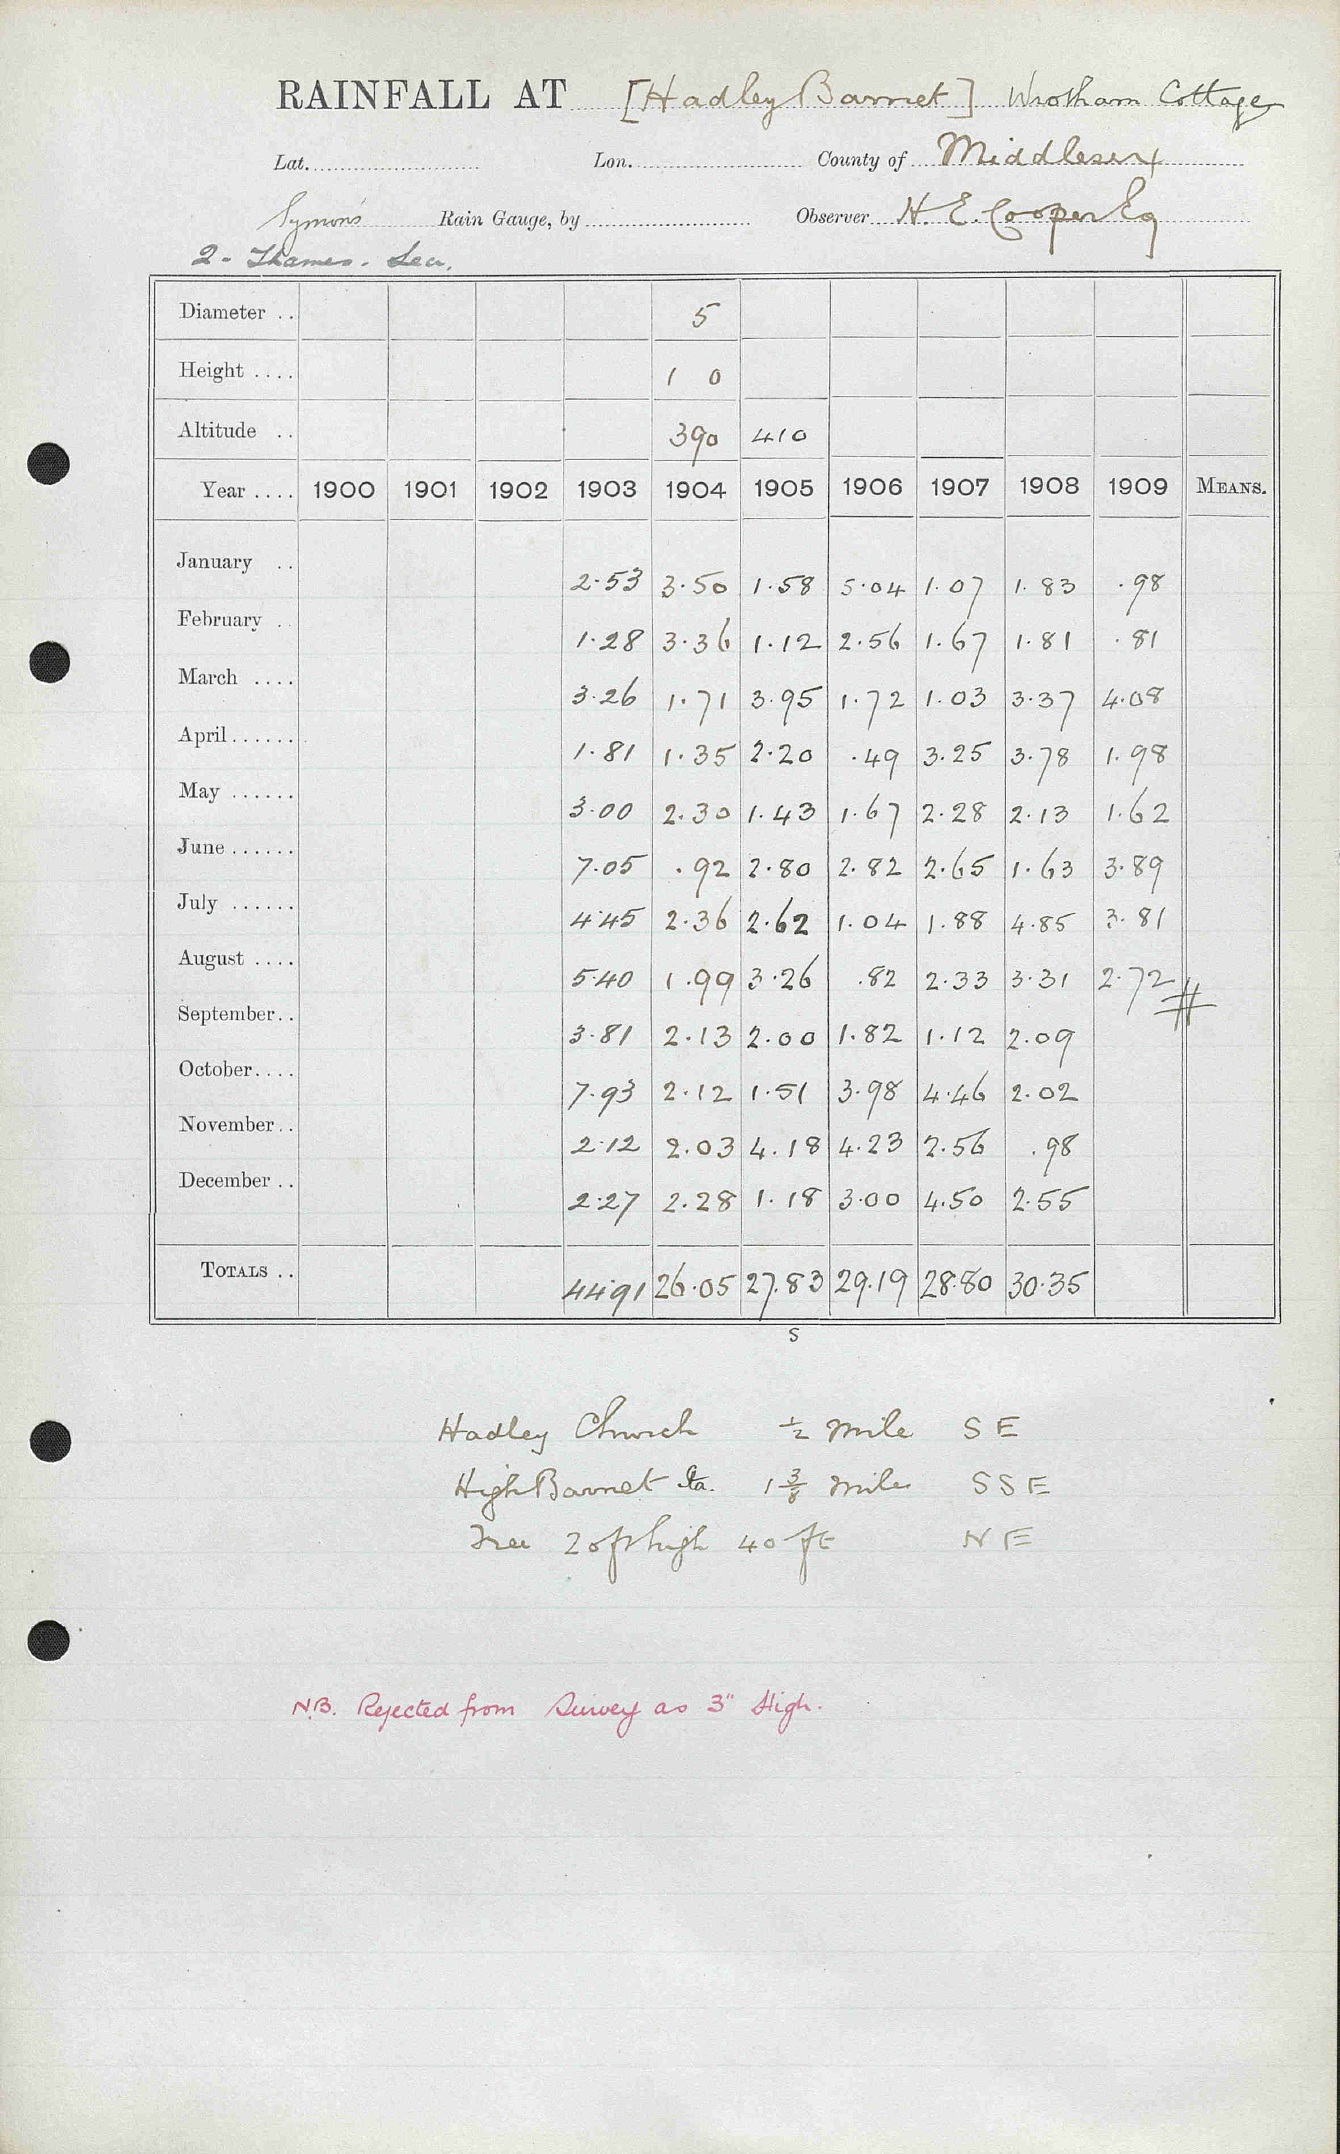 RAINFALL AT [Hadley Barnet] Wrotham Cottage
Lat. Lon. County of Middlesex
Symons Rain Gauge, by Observer H. E. Cooper Esq
2 - Thames - Lea.
Diameter .. 5
Height .... 1 0
Altitude .. 390 410
Year .... 1900 1901 1902 1903 1904 1905 1906 1907 1908 1909 MEANS.
January .. 2.53 3.50 1.58 5.04 1.07 1.83 .98
February .. 1.28 3.36 1.12 2.56 1.67 1.81 .81
March .... 3.26 1.71 3.95 1.72 1.03 3.37 4.08
April ...... 1.81 1.35 2.20 .49 3.25 3.78 1.98
May ...... 3.00 2.30 1.43 1.67 2.28 2.13 1.62
June ...... 7.05 .92 2.80 2.82 2.65 1.63 3.89
July ...... 4.45 2.36 2.62 1.04 1.88 4.85 3.81
August .... 5.40 1.99 3.26 .82 2.33 3.31 2.72 #
September .. 3.81 2.13 2.00 1.82 1.12 2.09
October .... 7.93 2.12 1.51 3.98 4.46 2.02
November .. 2.12 2.03 4.18 4.23 2.56 .98
December .. 2.27 2.28 1.18 3.00 4.50 2.55
TOTALS .. 44.91 26.05 27.83 29.19 28.80 30.35
S
Hadley Church ½ mile SE
High Barnet Sta. 1 3/8 mile SSE
Tree 20 ft high 40 ft NE
N.B. Rejected from Survey as 3" High.